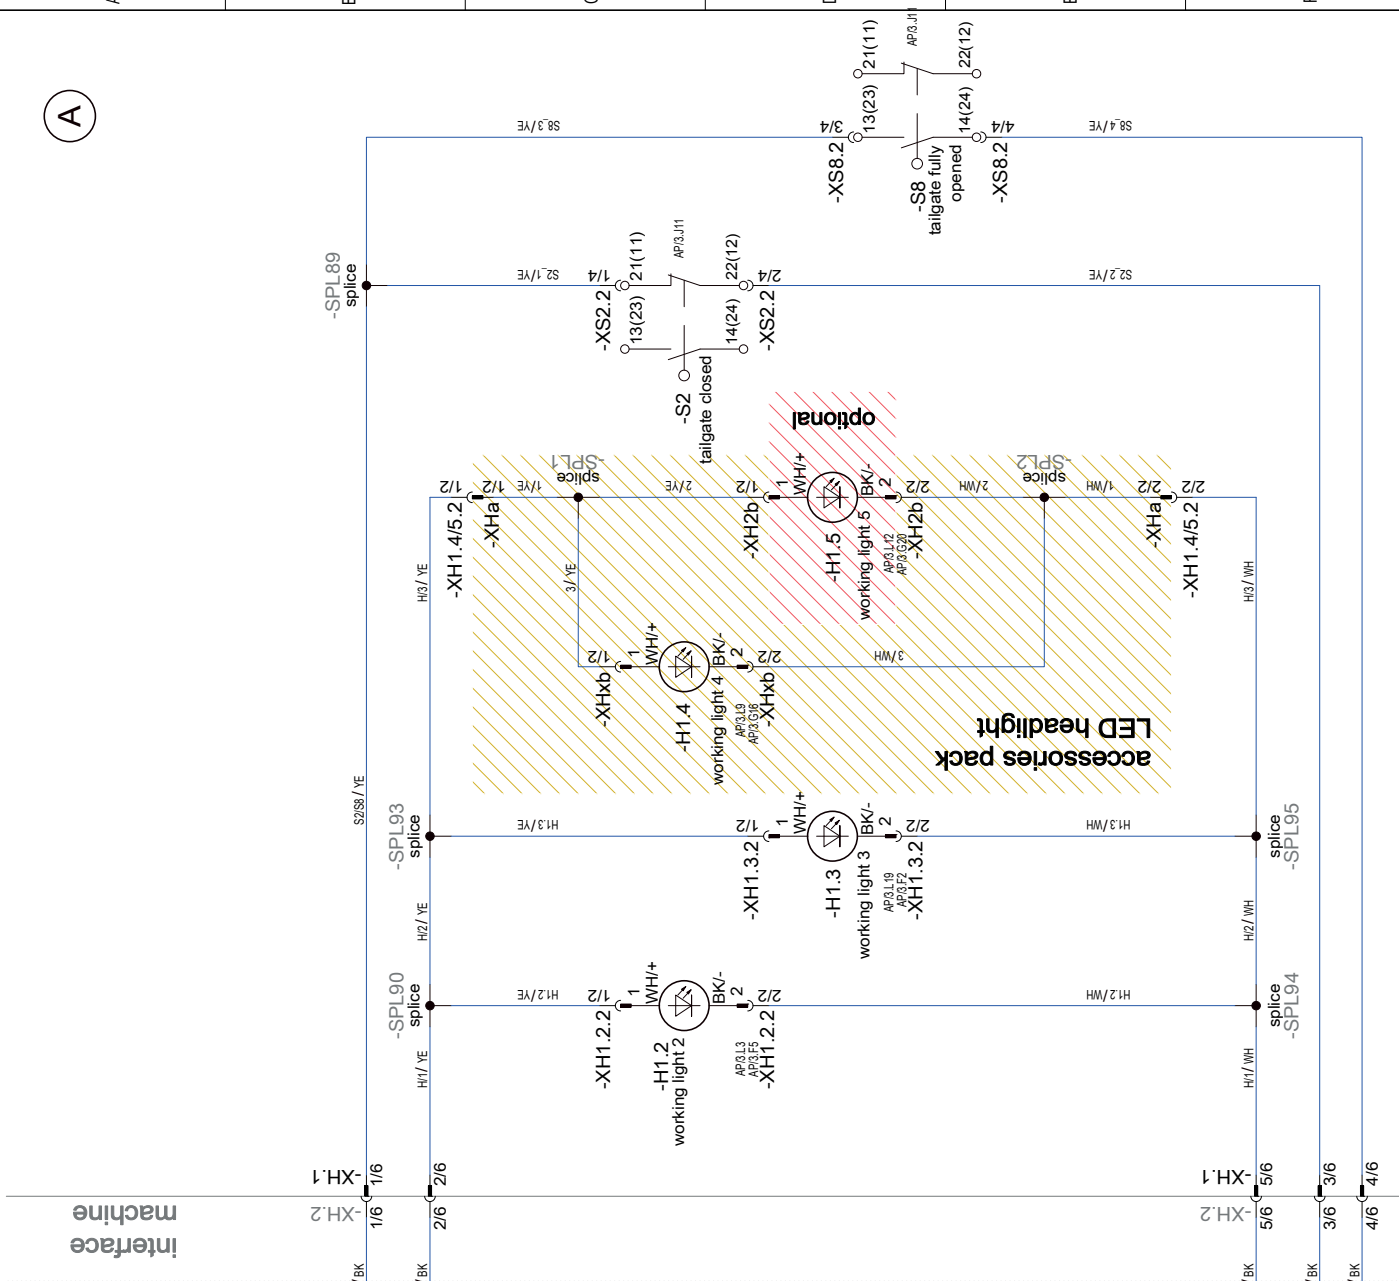 A
21(11)
22(12)
AP/3.J11
13(23)
14(24)
3/4
4/4
S8_3/YE
S8_4/YE
-XS8.2
-XS8.2
-S8
tailgate fully
opened
-SPL89
splice
S2_1/YE
1/4
21(11)
AP/3.J11
22(12)
2/4
S2_2/YE
-XS2.2
13(23)
14(24)
-XS2.2
-S2
tailgate closed
optional
-SPL1
splice
-SPL2
splice
1/2
1/2
1/YE
2/YE
1/2
1
WH/+
BK/-
2
2/2
2/WH
1/WH
2/2
2/2
-XH1.4/5.2
-XHa
-XH2b
-H1.5
working light 5
AP/3.L12
AP/3.G20
-XH2b
-XHa
-XH1.4/5.2
H/3/ YE
3/ YE
H/3/ WH
1/2
1
WH/+
BK/-
2
2/2
3/WH
-XHxb
-H1.4
working light 4
AP/3.L9
AP/3.G16
-XHxb
accessories pack
LED headlight
S2/S8 / YE
-SPL93
splice
H1.3/YE
1/2
1
WH/+
BK/-
2
2/2
H1.3/WH
splice
-SPL95
-XH1.3.2
-H1.3
working light 3
AP/3.L19
AP/3.F2
-XH1.3.2
H/2/ YE
H/2/ WH
-SPL90
splice
H1.2/YE
1/2
1
WH/+
BK/-
2
2/2
H1.2/WH
splice
-SPL94
-XH1.2.2
-H1.2
working light 2
AP/3.L3
AP/3.F5
-XH1.2.2
H/1/ YE
H/1/ WH
-XH.1
1/6
2/6
-XH.1
5/6
3/6
4/6
interface
machine
-XH.2
1/6
2/6
-XH.2
5/6
3/6
4/6
/BK
/BK
/BK
/BK
/BK